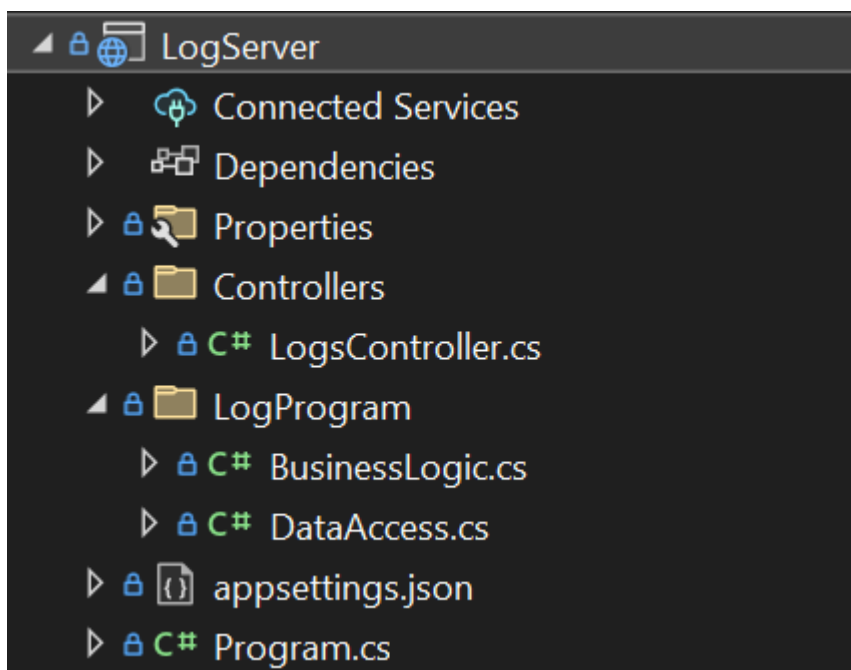 LogServer
Connected Services
Dependencies
Properties
Controllers
C# LogsController.cs
LogProgram
C# BusinessLogic.cs
C# DataAccess.cs
appsettings.json
C# Program.cs